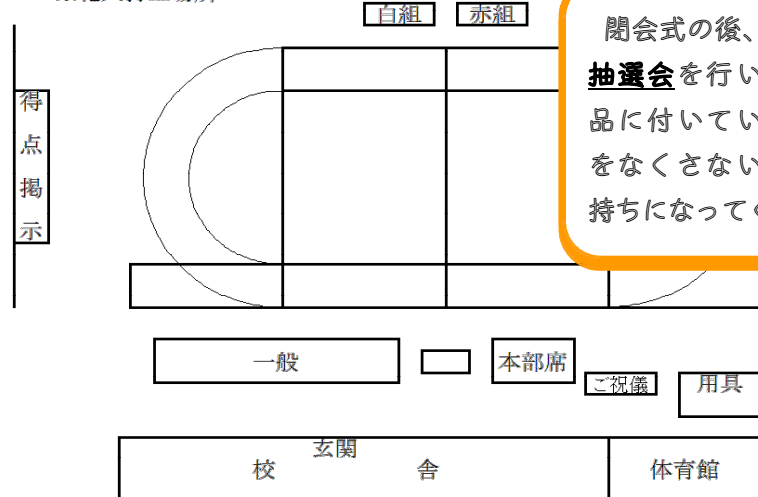 白組 赤組
閉会式の後、
抽選会を行い
品に付いてい
をなくさない
持ちになってく
得点掲示
一般
本部席
ご祝儀
用具
玄関
校舎
体育館